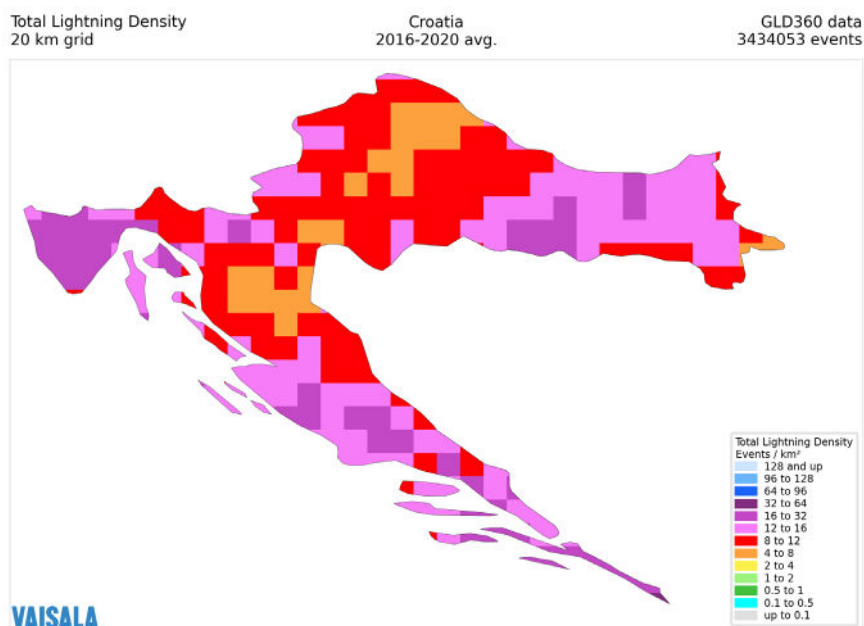 Total Lightning Density
20 km grid
Croatia
2016-2020 avg.
GLD360 data
3434053 events
Total Lightning Density
Events / km²
128 and up
96 to 128
64 to 96
32 to 64
16 to 32
12 to 16
8 to 12
4 to 8
2 to 4
1 to 2
0.5 to 1
0.1 to 0.5
up to 0.1
VAISALA